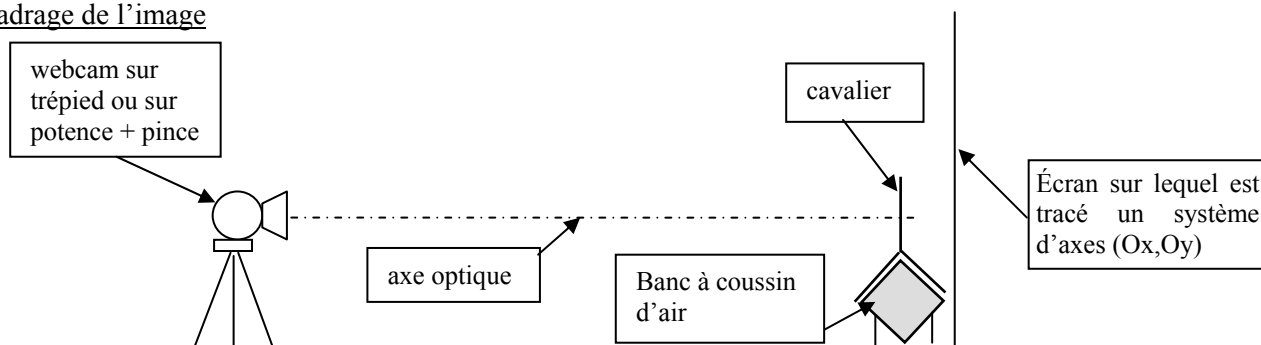 adrage de l’image
webcam sur
trépied ou sur
potence + pince
cavalier
Écran sur lequel est
tracé un système
d’axes (Ox,Oy)
axe optique
Banc à coussin
d’air